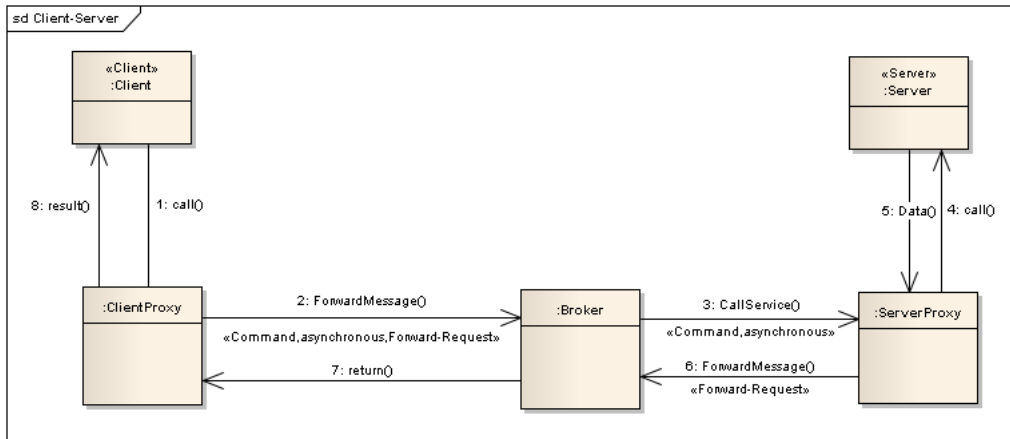 sd Client-Server
«Client»
:Client
«Server»
:Server
8: result()
1: call()
5: Data()
4: call()
:ClientProxy
2: ForwardMessage()
«Command,asynchronous,Forward-Request»
7: return()
:Broker
3: CallService()
«Command,asynchronous»
6: ForwardMessage()
«Forward-Request»
:ServerProxy